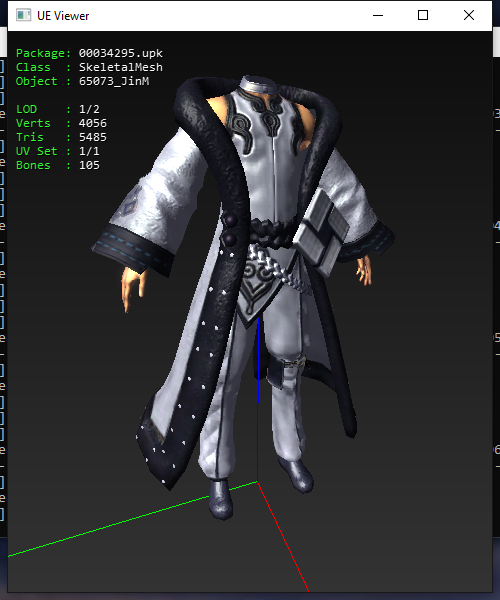 UE Viewer
Package: 00034295.upk
Class  : SkeletalMesh
Object : 65073_JinM
LOD    : 1/2
Verts  : 4056
Tris   : 5485
UV Set : 1/1
Bones  : 105